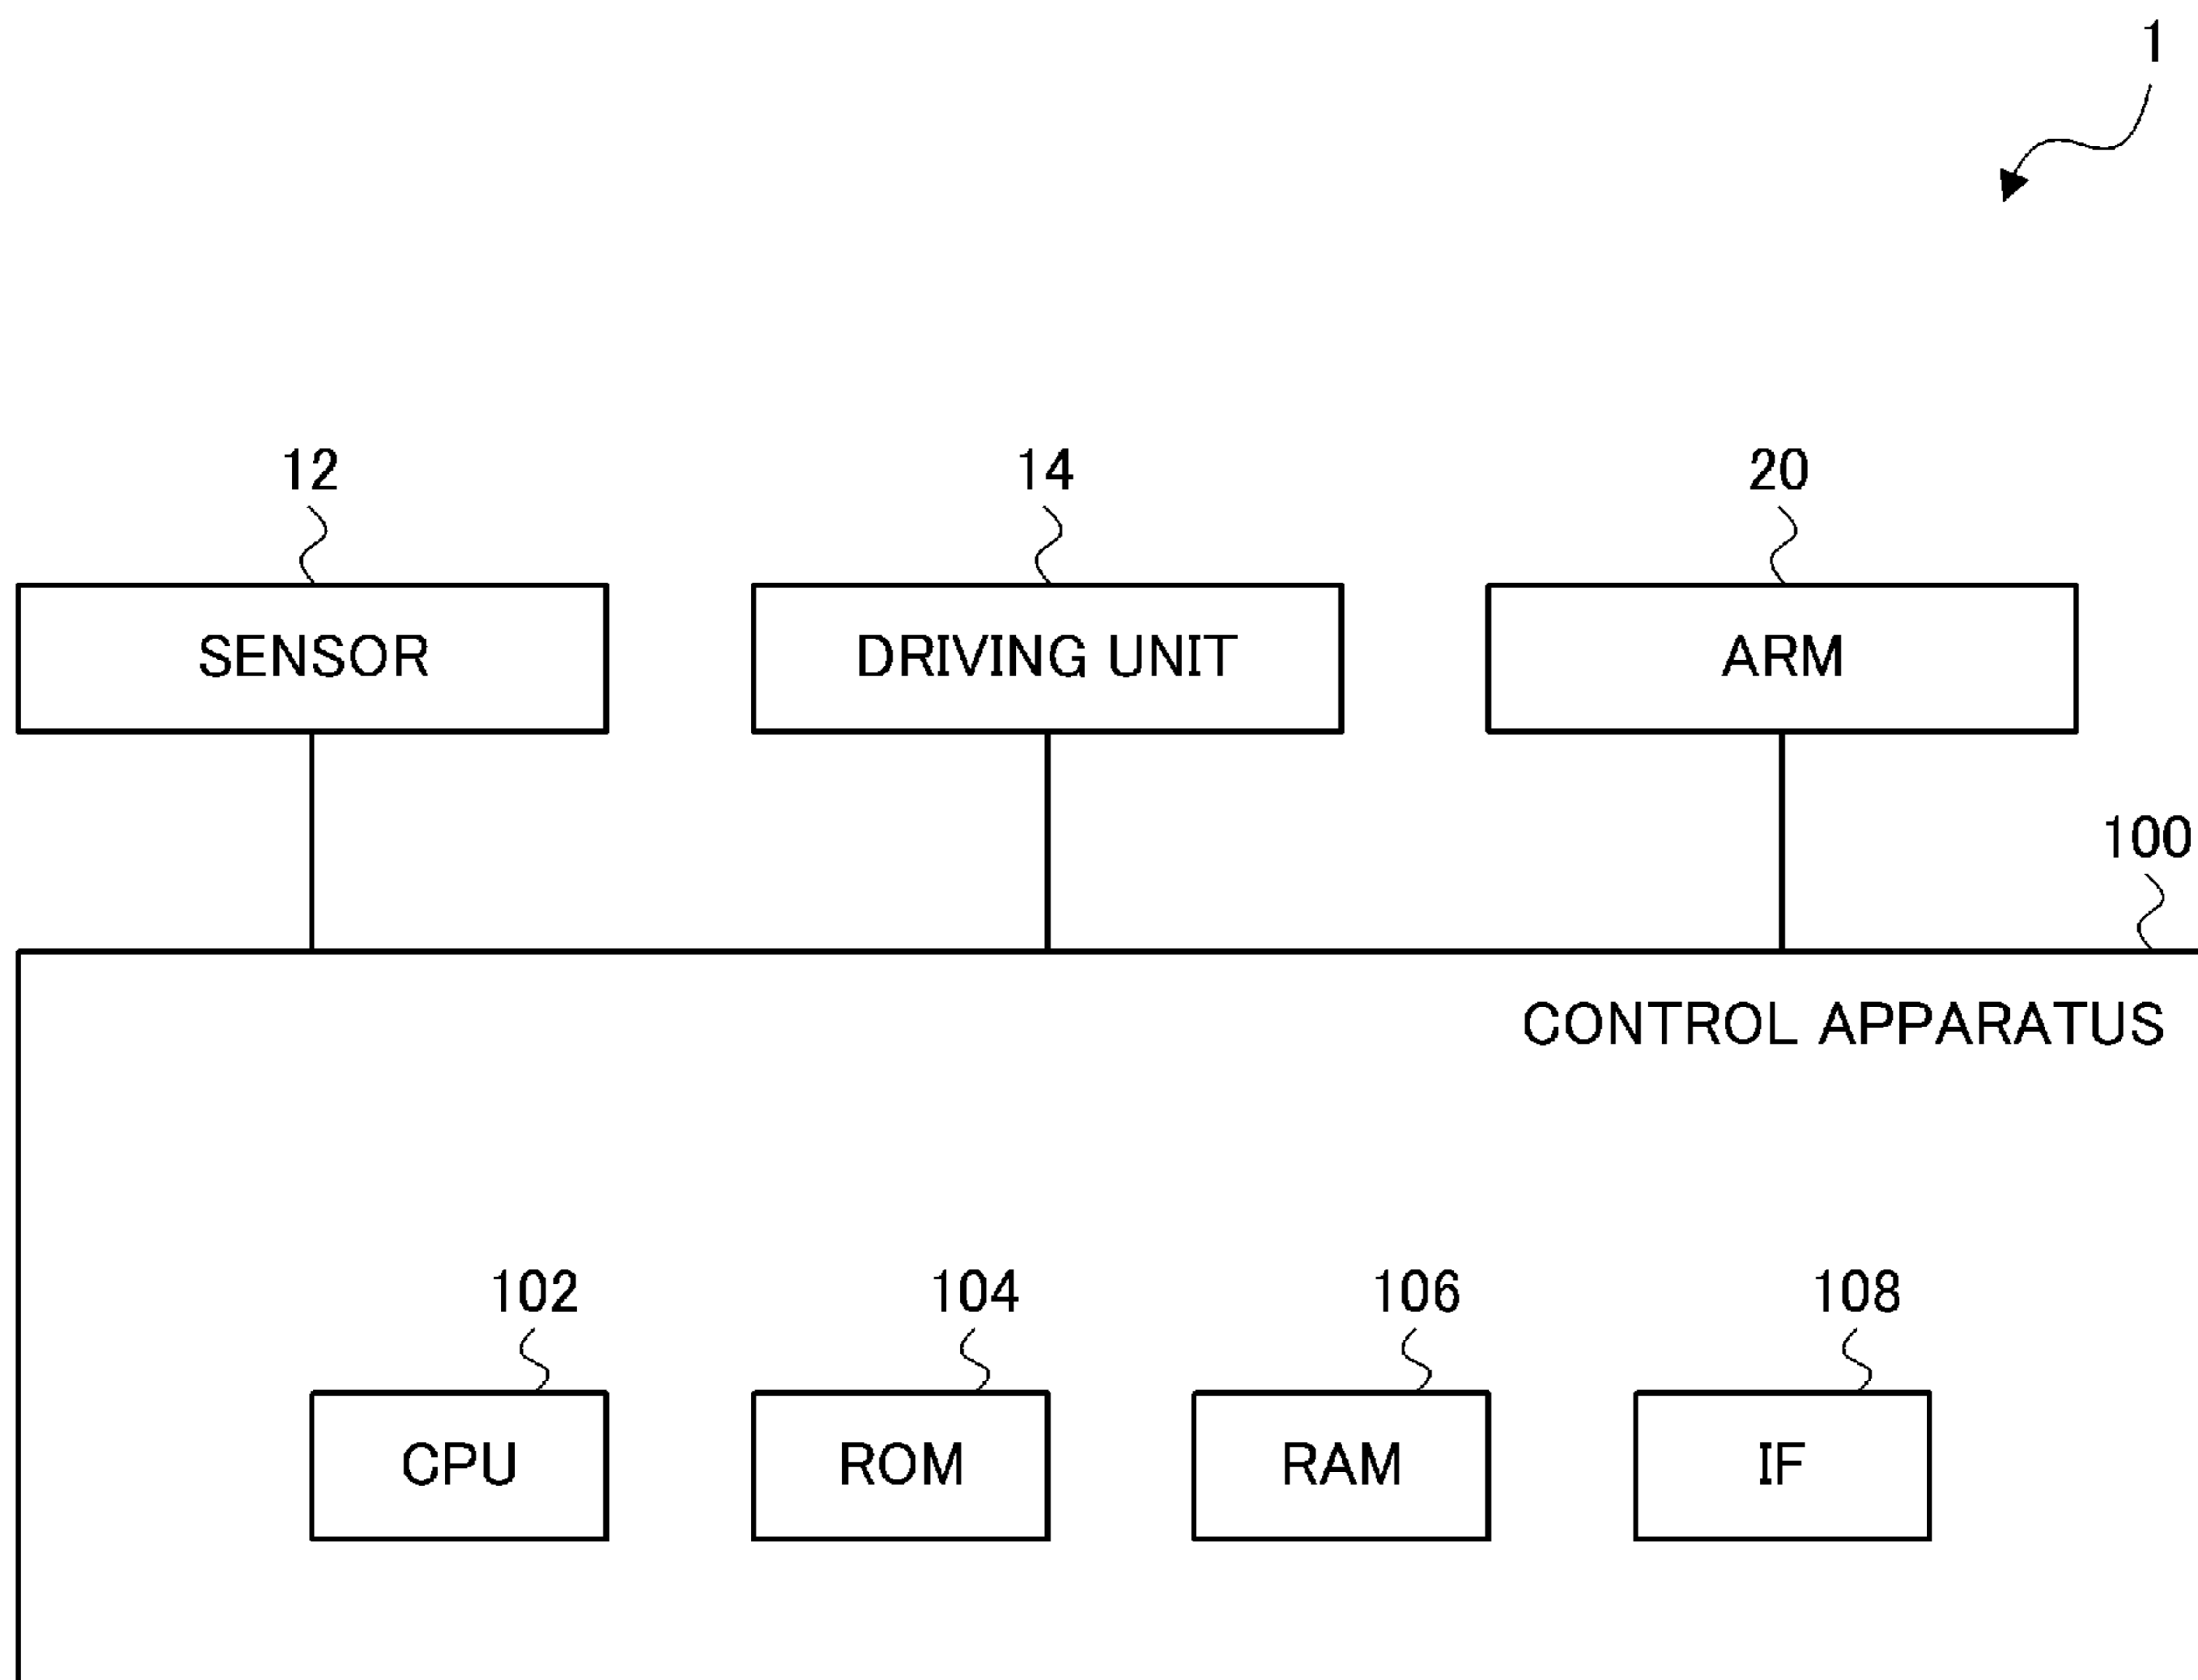 1
12
14
20
SENSOR
DRIVING UNIT
ARM
100
CONTROL APPARATUS
102
104
106
108
CPU
ROM
RAM
IF